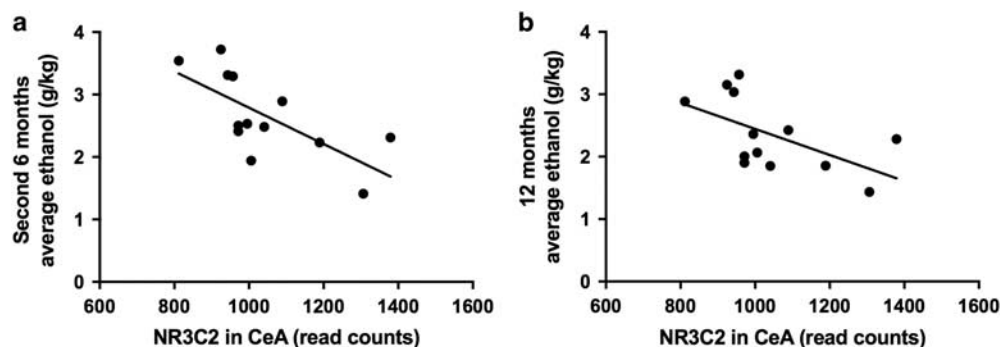 a
Second 6 months
average ethanol (g/kg)
4
3
2
1
0
600 800 1000 1200 1400 1600
NR3C2 in CeA (read counts)
b
12 months
average ethanol (g/kg)
4
3
2
1
0
600 800 1000 1200 1400 1600
NR3C2 in CeA (read counts)